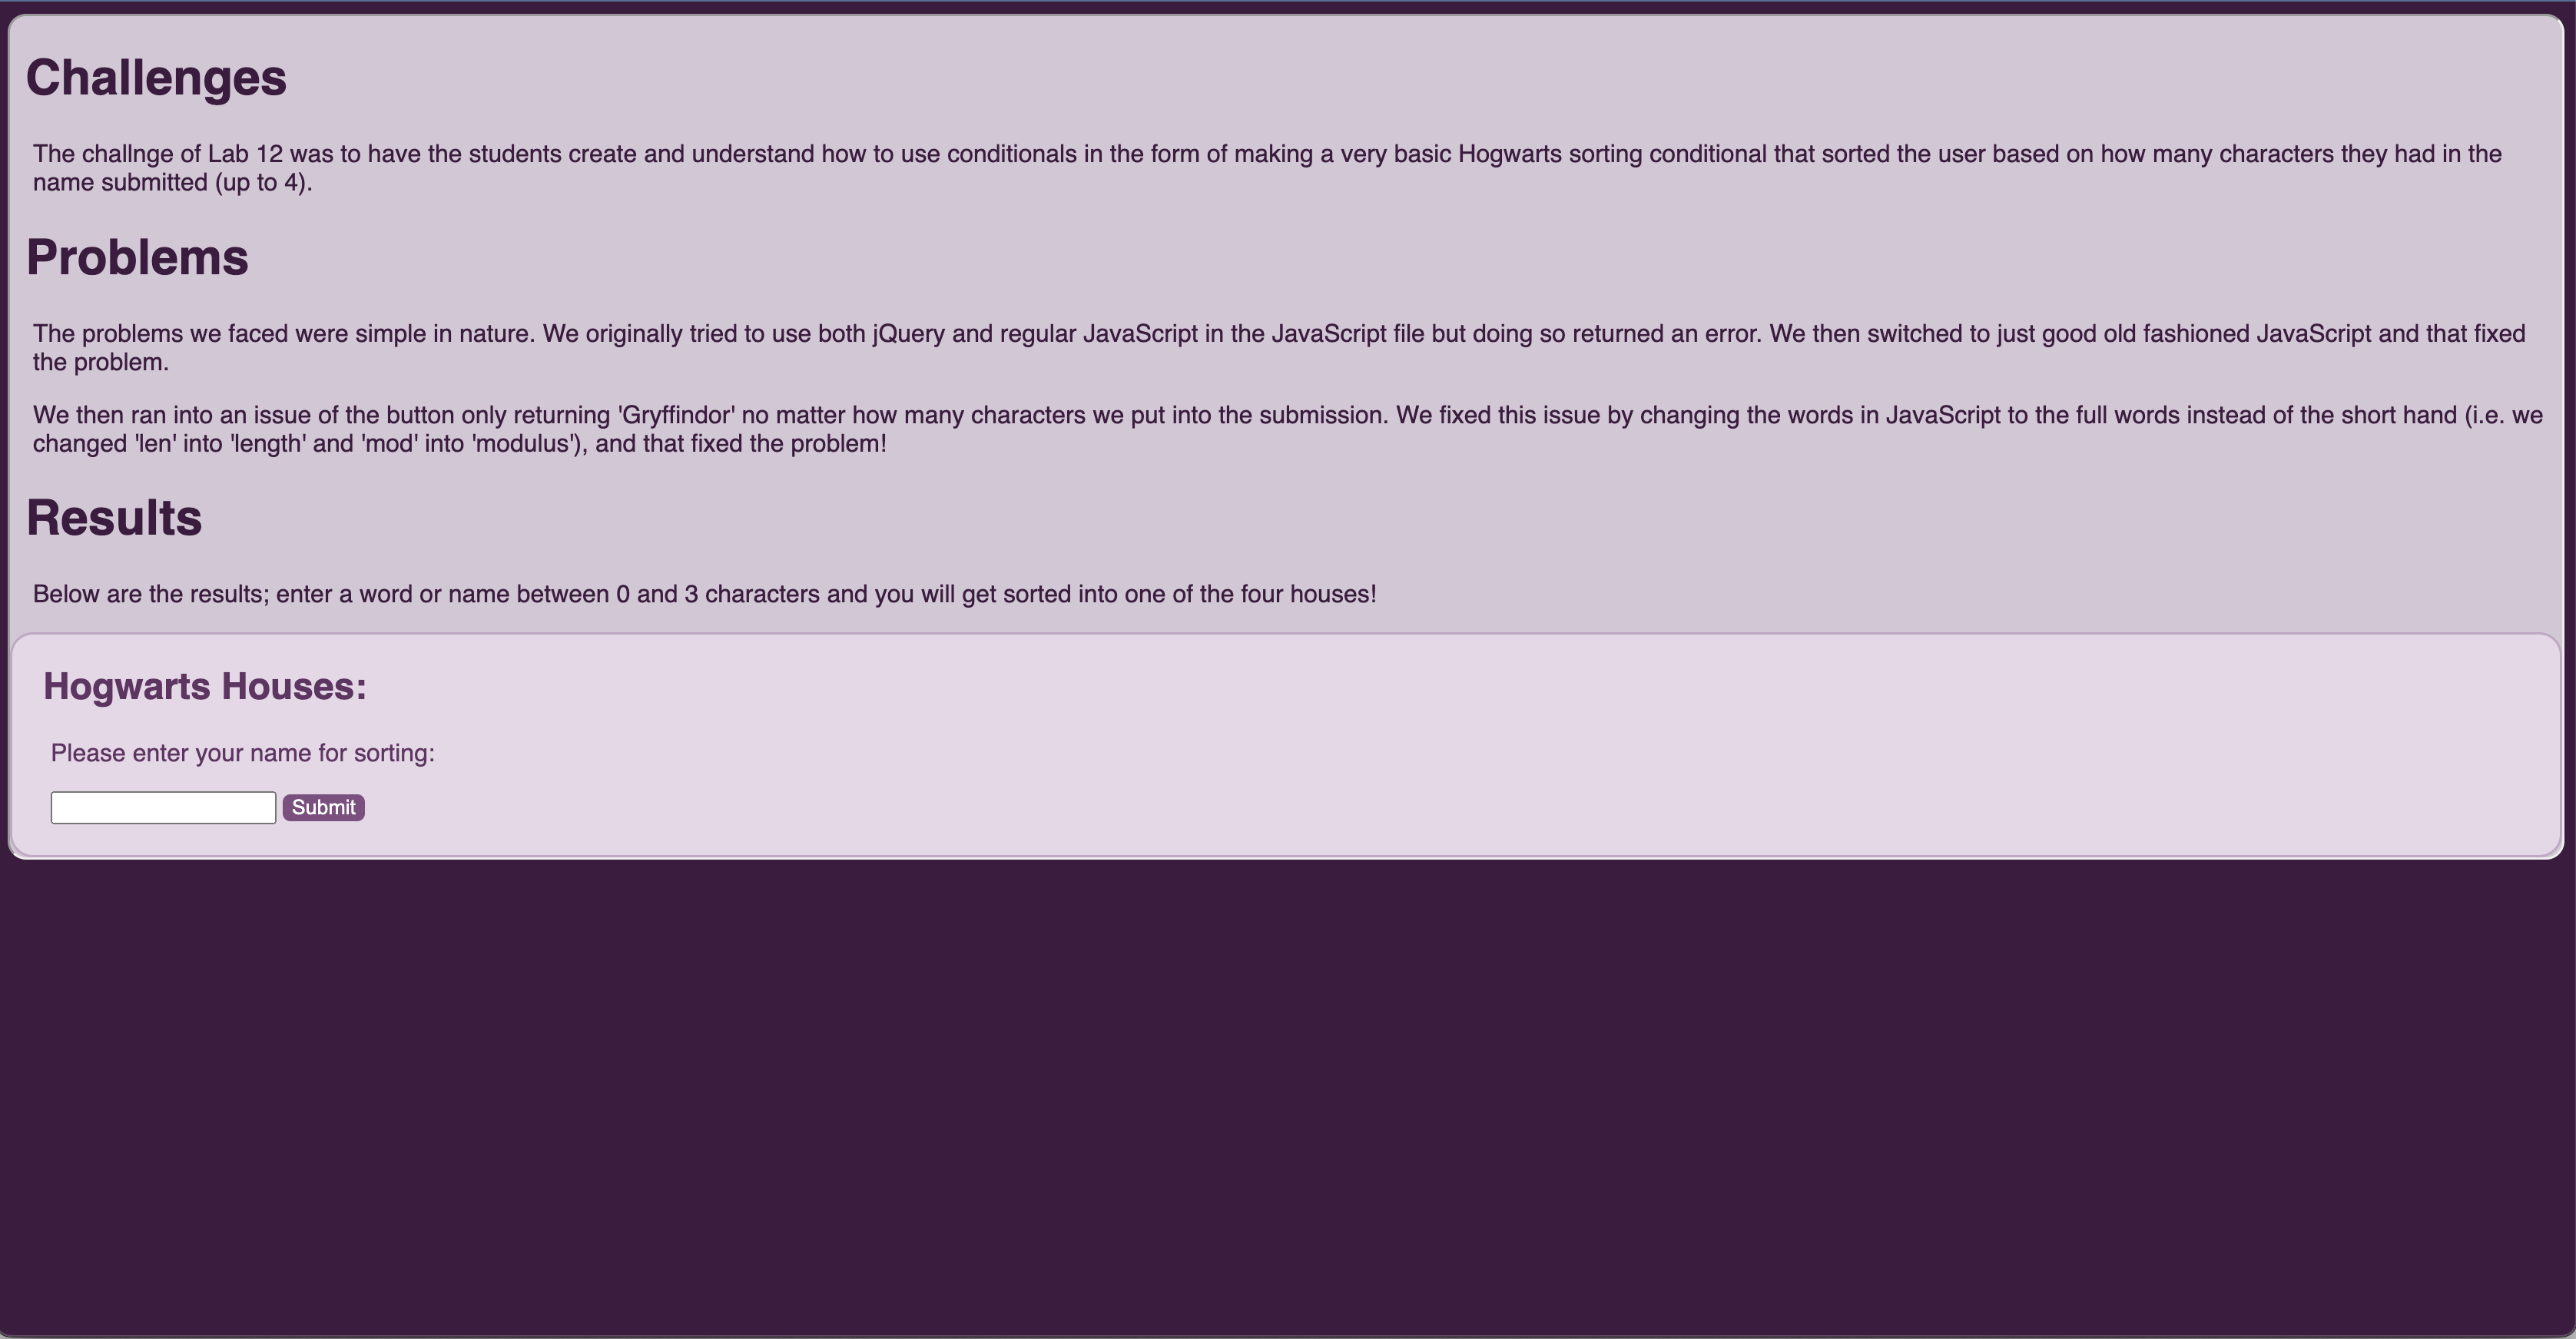 Challenges
The challnge of Lab 12 was to have the students create and understand how to use conditionals in the form of making a very basic Hogwarts sorting conditional that sorted the user based on how many characters they had in the
name submitted (up to 4).
Problems
The problems we faced were simple in nature. We originally tried to use both jQuery and regular JavaScript in the JavaScript file but doing so returned an error. We then switched to just good old fashioned JavaScript and that fixed
the problem.
We then ran into an issue of the button only returning 'Gryffindor' no matter how many characters we put into the submission. We fixed this issue by changing the words in JavaScript to the full words instead of the short hand (i.e. we
changed 'len' into 'length' and 'mod' into 'modulus'), and that fixed the problem!
Results
Below are the results; enter a word or name between 0 and 3 characters and you will get sorted into one of the four houses!
Hogwarts Houses:
Please enter your name for sorting:
Submit